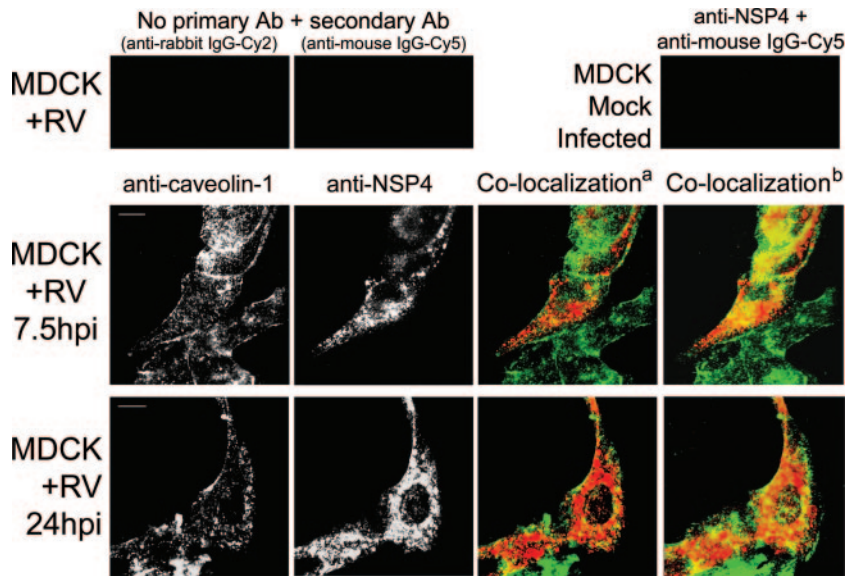 No primary Ab + secondary Ab
(anti-rabbit IgG-Cy2) (anti-mouse IgG-Cy5)
anti-NSP4 +
anti-mouse IgG-Cy5
MDCK
+RV
MDCK
Mock
Infected
anti-caveolin-1 anti-NSP4 Co-localizationᵃ Co-localizationᵇ
MDCK
+RV
7.5hpi
MDCK
+RV
24hpi